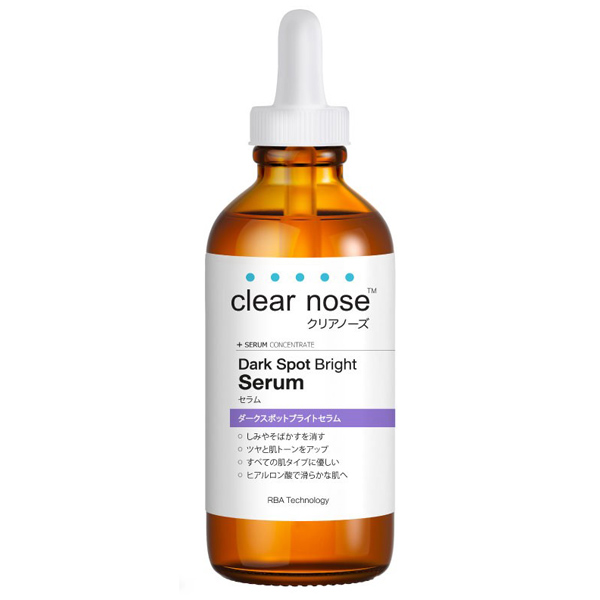 clear nose™
クリアノーズ
+ SERUM CONCENTRATE
Dark Spot Bright
Serum
セラム
ダークスポットブライトセラム
しみやそばかすを消す
ツヤと肌トーンをアップ
すべての肌タイプに優しい
ヒアルロン酸で滑らかな肌へ
RBA Technology